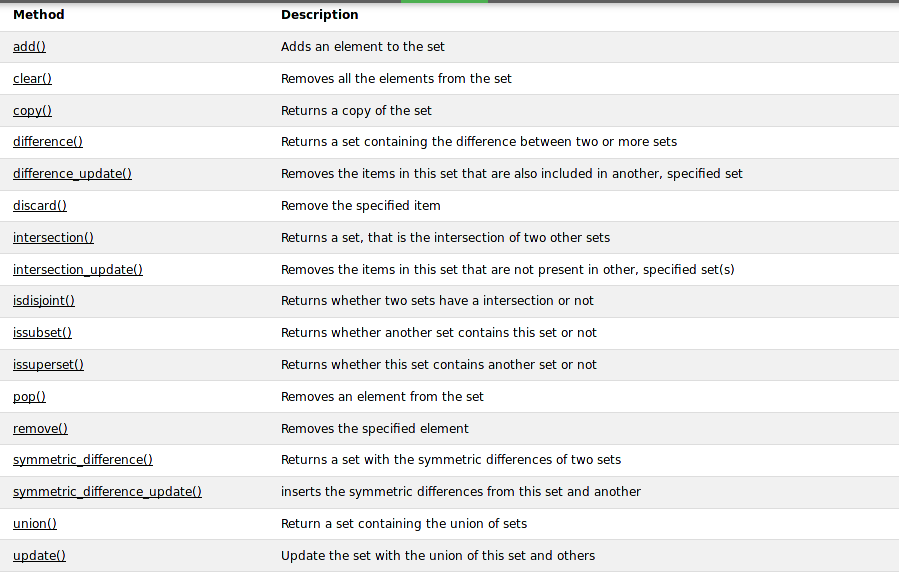 Method Description
add() Adds an element to the set
clear() Removes all the elements from the set
copy() Returns a copy of the set
difference() Returns a set containing the difference between two or more sets
difference_update() Removes the items in this set that are also included in another, specified set
discard() Remove the specified item
intersection() Returns a set, that is the intersection of two other sets
intersection_update() Removes the items in this set that are not present in other, specified set(s)
isdisjoint() Returns whether two sets have a intersection or not
issubset() Returns whether another set contains this set or not
issuperset() Returns whether this set contains another set or not
pop() Removes an element from the set
remove() Removes the specified element
symmetric_difference() Returns a set with the symmetric differences of two sets
symmetric_difference_update() inserts the symmetric differences from this set and another
union() Return a set containing the union of sets
update() Update the set with the union of this set and others